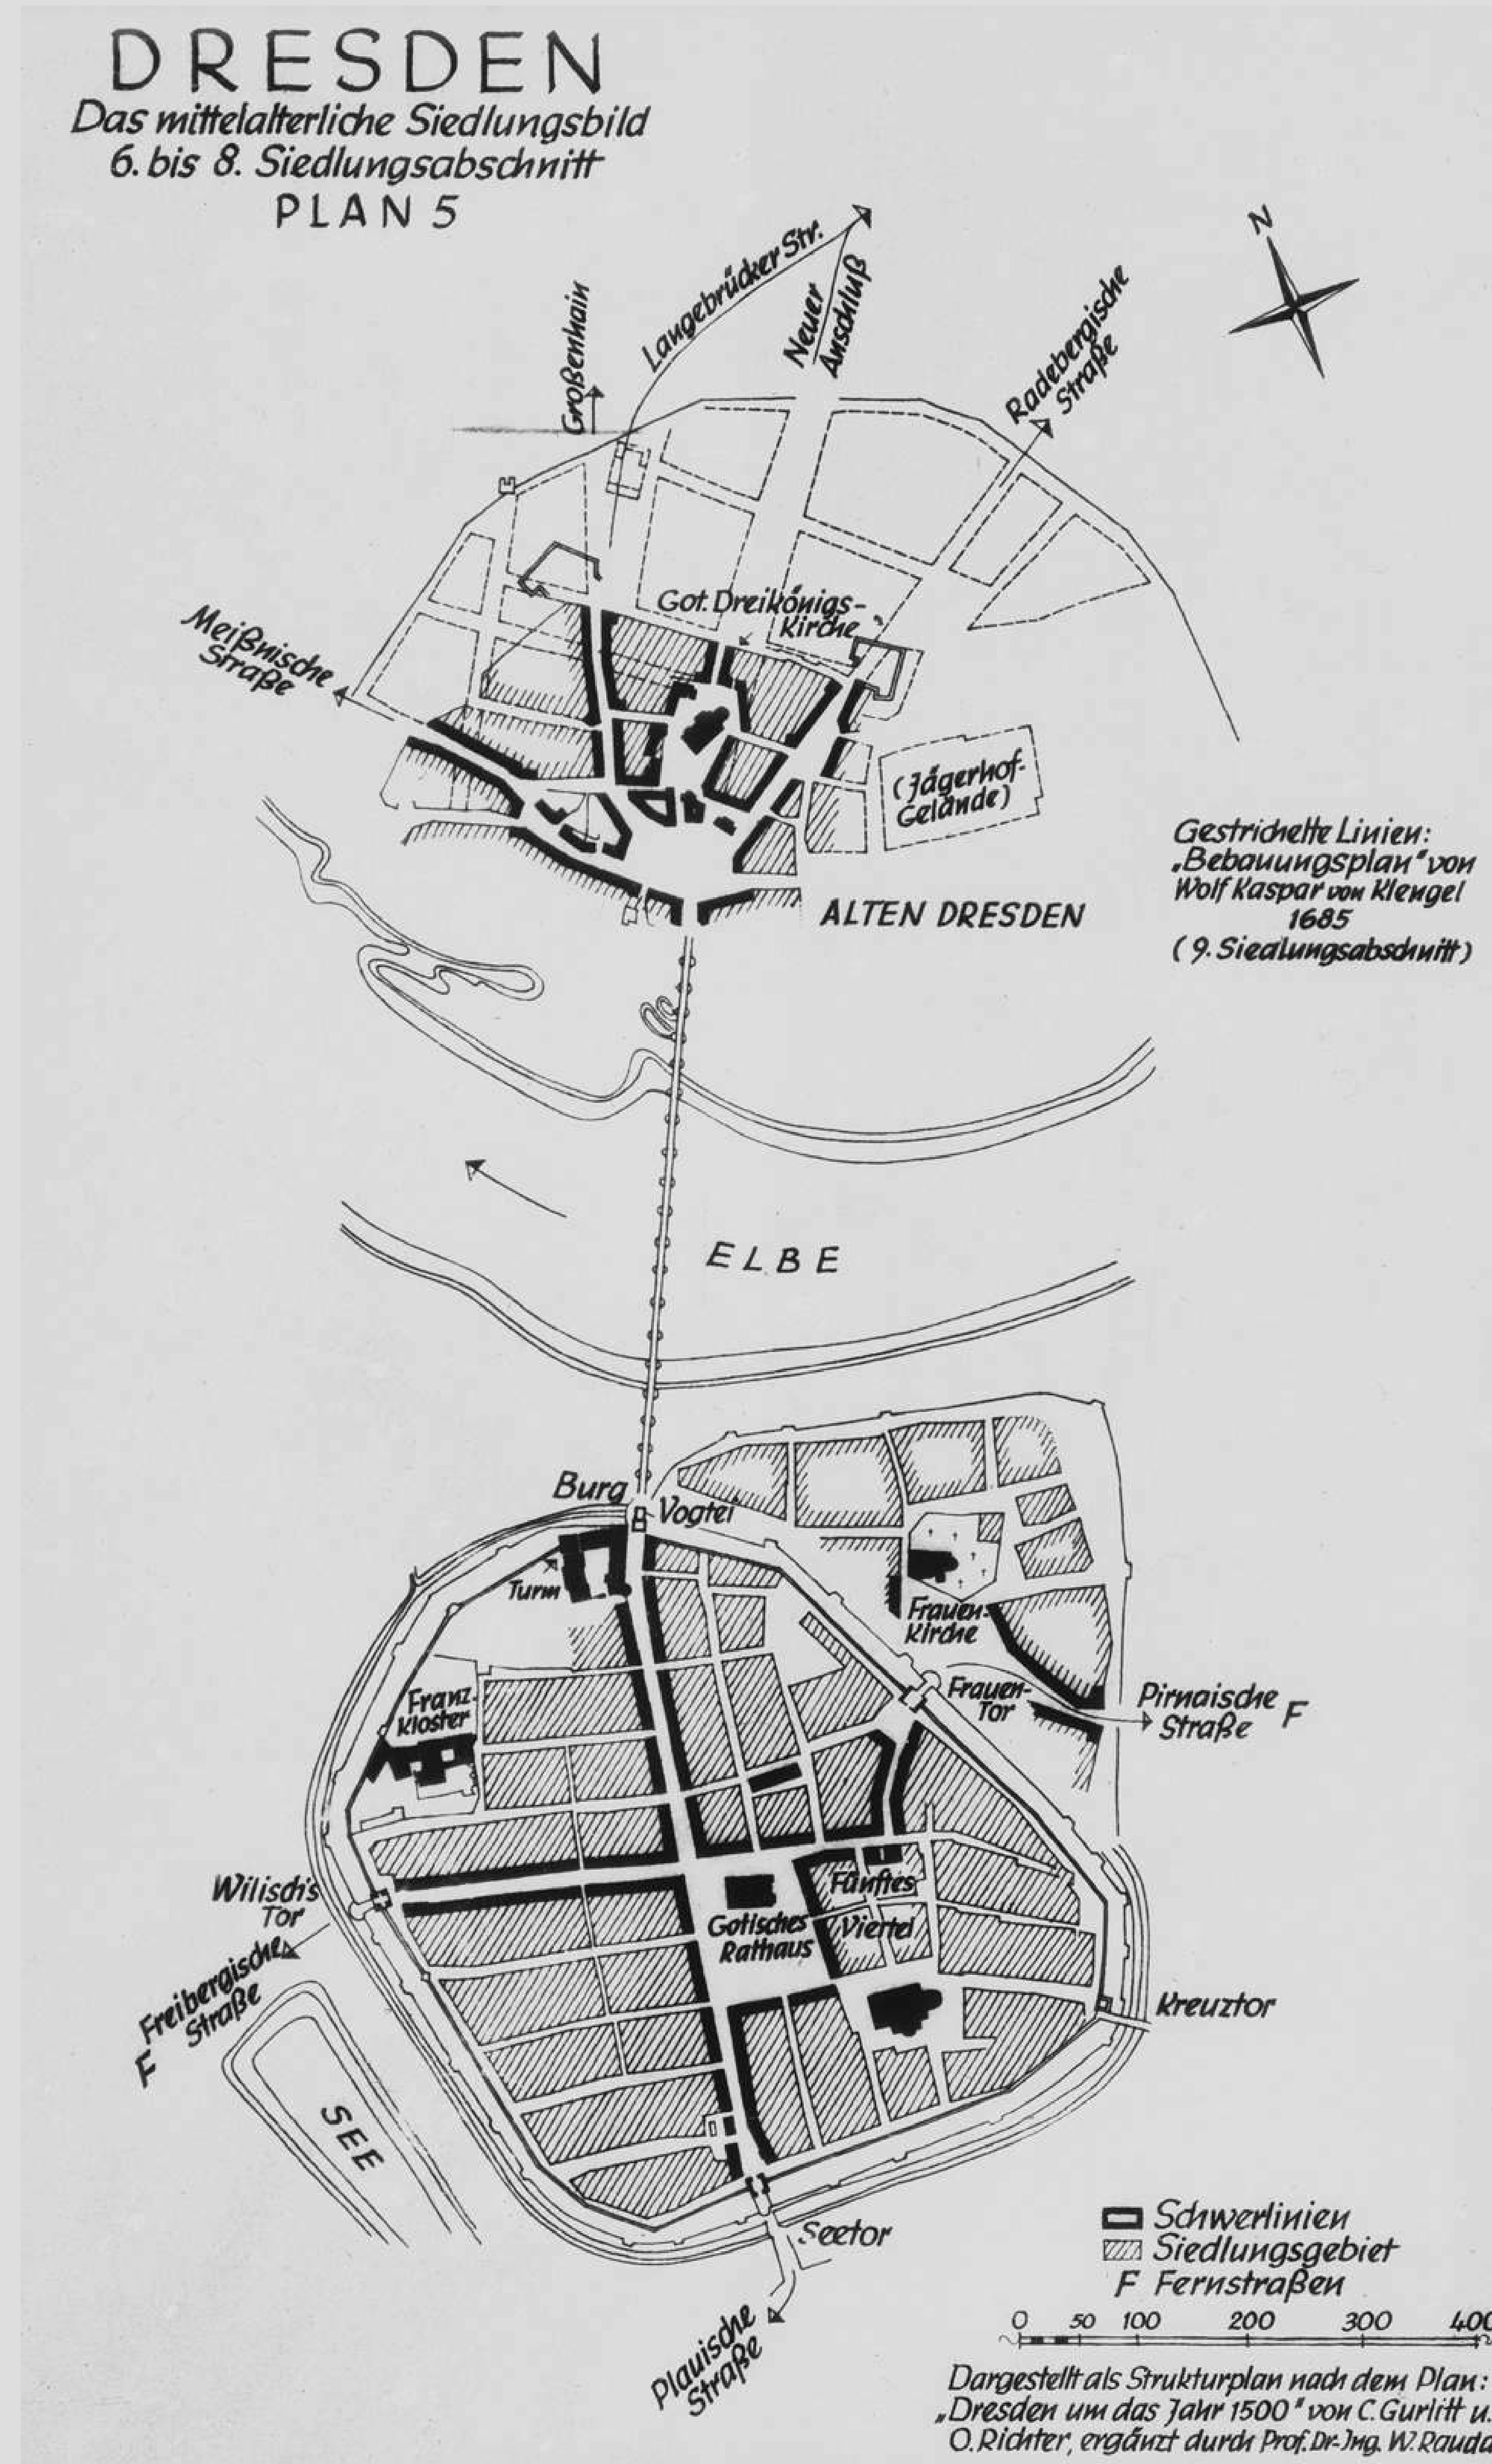 DRESDEN
Das mittelalterliche Siedlungsbild
6. bis 8. Siedlungsabschnitt
PLAN 5
N
Langebrücker Str.
Neuer
Anschluß
Großenhain
Radebergische
Straße
Got. Dreikönigs-
Kirche
Meißnische
Straße
(Jägerhof-
Gelände)
Gestrichelte Linien:
„Bebauungsplan" von
Wolf Kaspar von Klengel
1685
(9. Siedlungsabschnitt)
ALTEN DRESDEN
ELBE
Burg
Vogtei
Turm
Frauen-
Kirche
Franz.
Kloster
Frauen-
Tor
Pirnaische F
Straße
Wilisch's
Tor
Fünftes
Viertel
Gotisches
Rathaus
Freibergische
Straße
F
Kreuztor
SEE
Seetor
Schwerlinien
Siedlungsgebiet
F Fernstraßen
Plauische
Straße
0 50 100 200 300 400
Dargestellt als Strukturplan nach dem Plan:
„Dresden um das Jahr 1500" von C. Gurlitt u.
O. Richter, ergänzt durch Prof. Dr.-Ing. W. Rauda